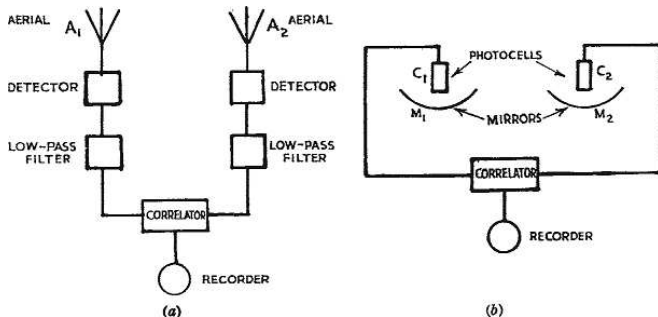 AERIAL A1
A2 AERIAL
DETECTOR
DETECTOR
LOW-PASS
FILTER
LOW-PASS
FILTER
CORRELATOR
RECORDER
(a)
PHOTOCELLS
C1
C2
M1
MIRRORS
M2
CORRELATOR
RECORDER
(b)